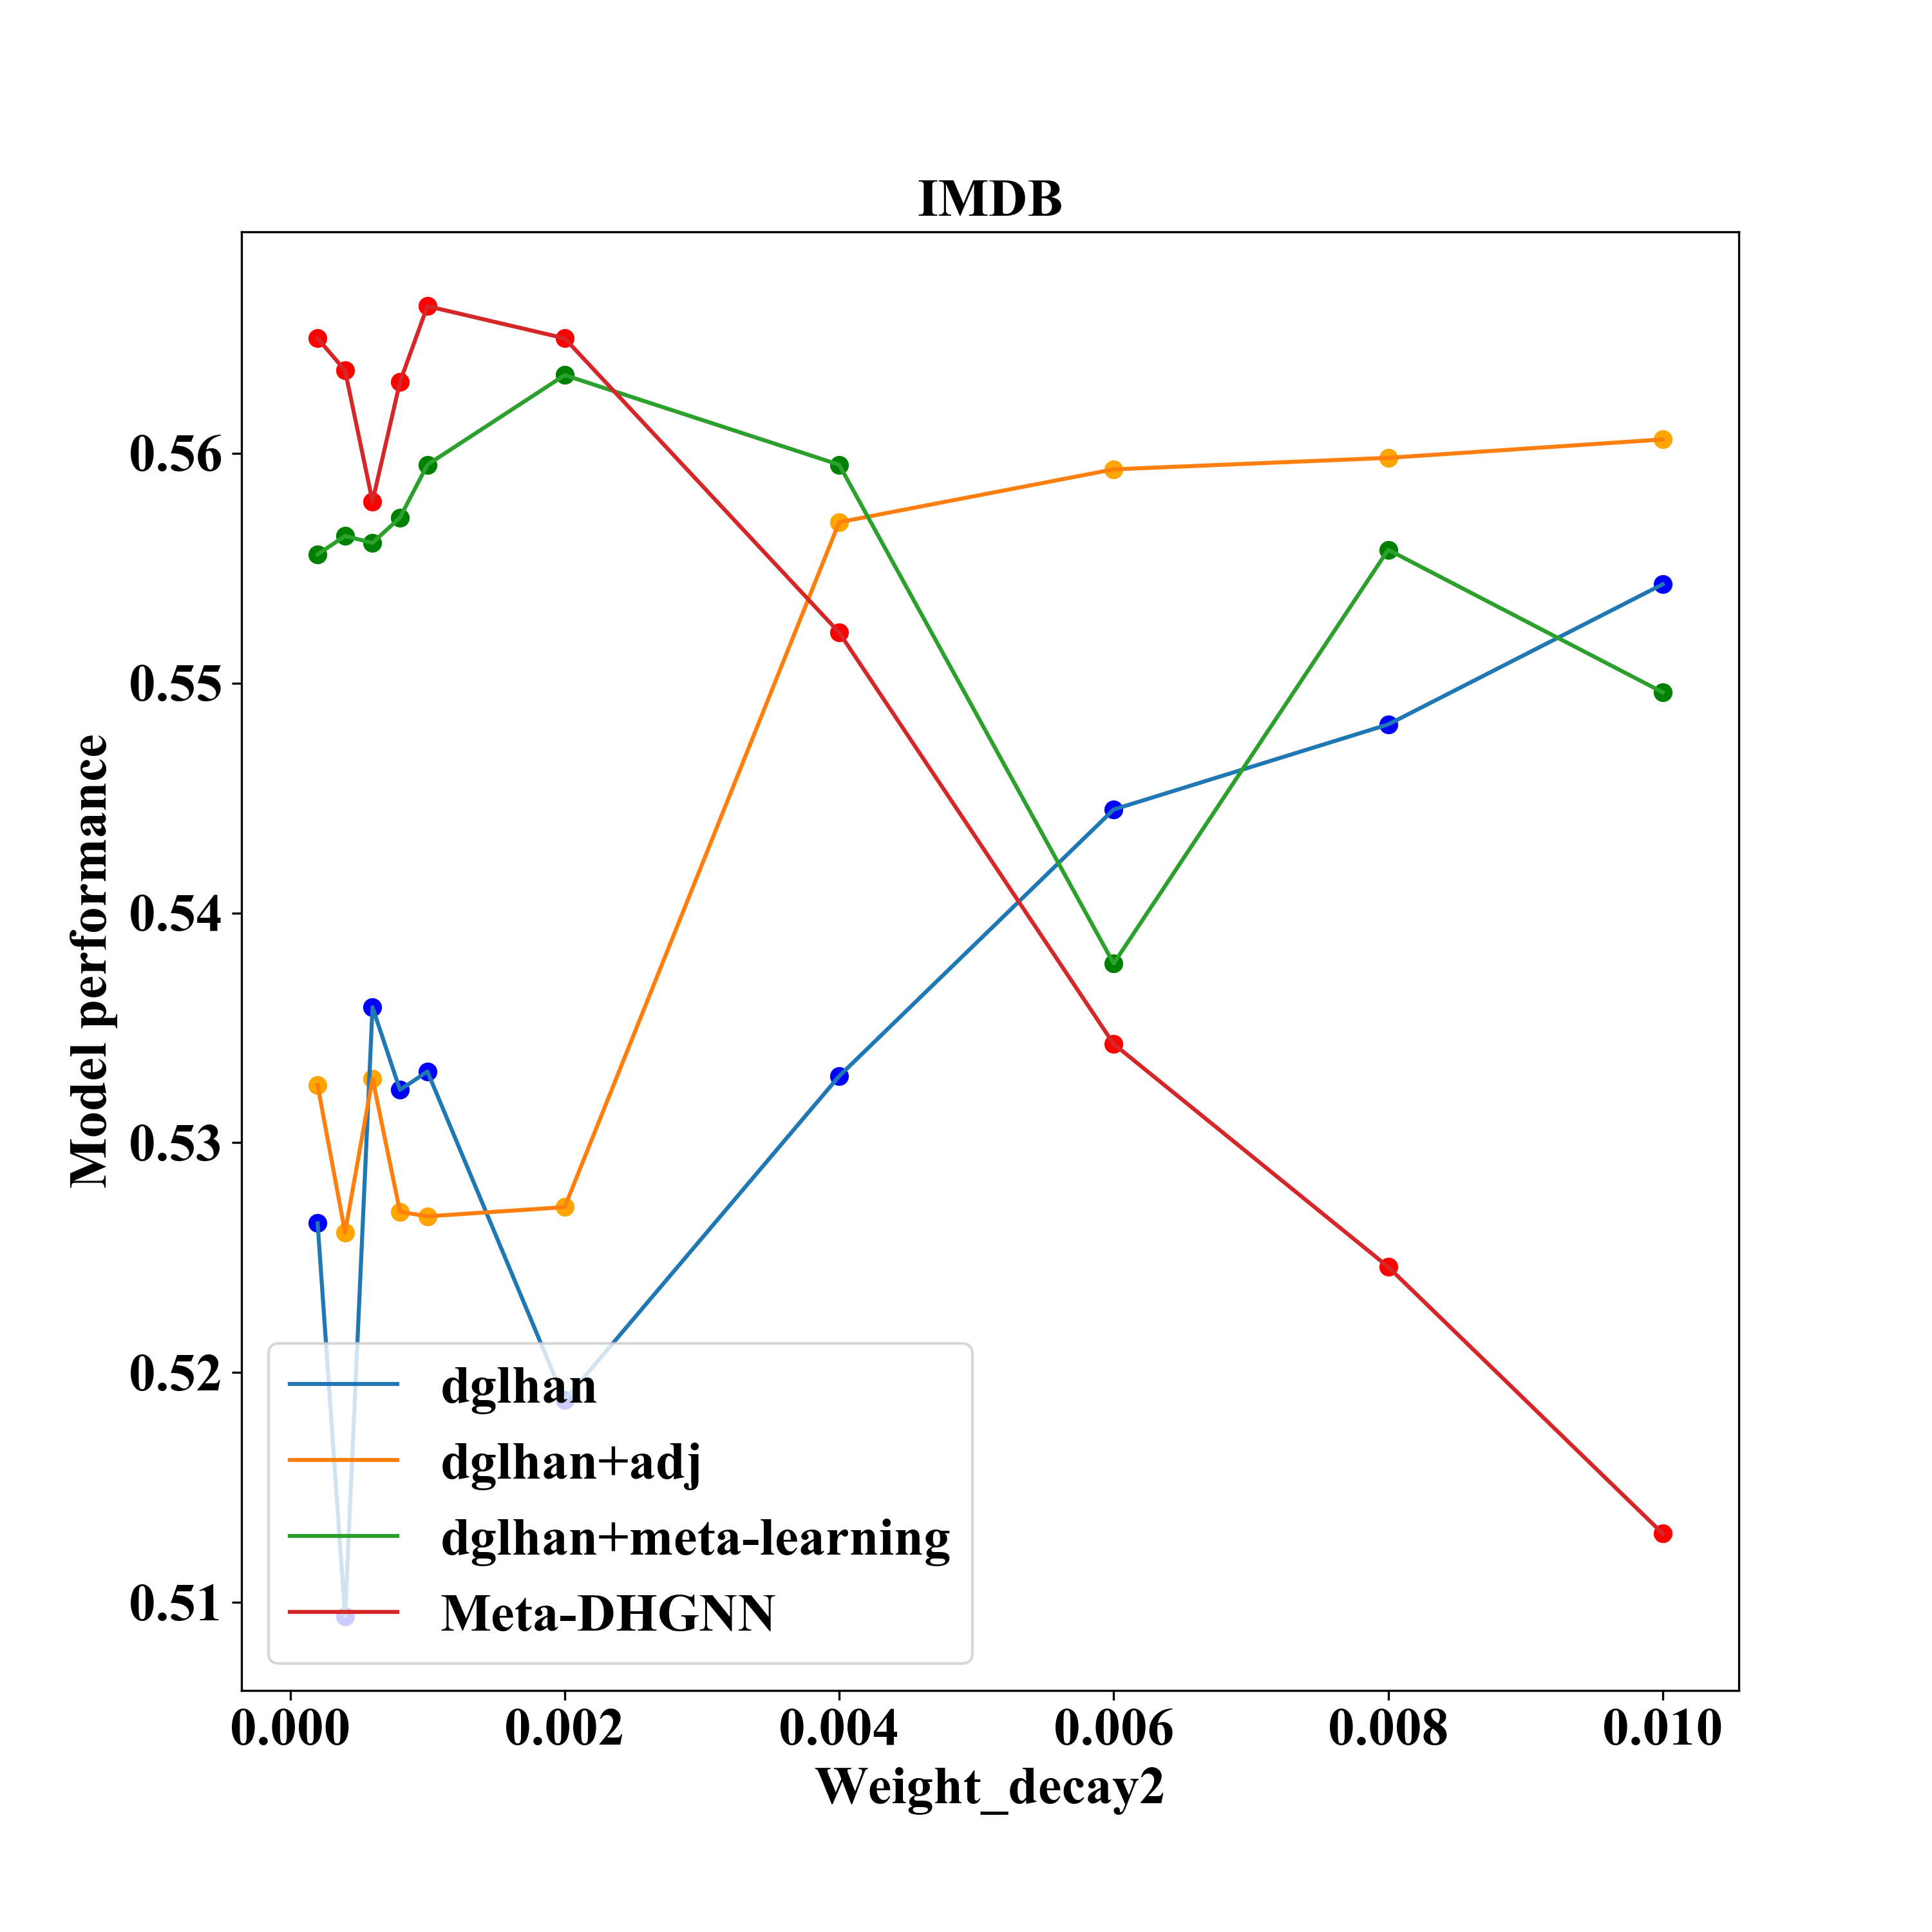 IMDB
0.56
0.55
0.54
0.53
0.52
0.51
Model performance
dglhan
dglhan+adj
dglhan+meta-learning
Meta-DHGNN
0.000 0.002 0.004 0.006 0.008 0.010
Weight_decay2